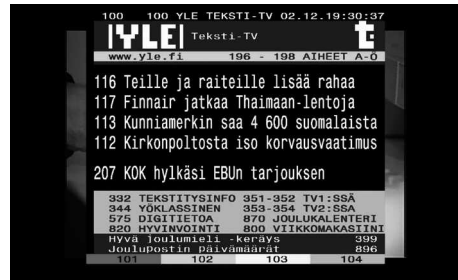 100 100 YLE TEKSTI-TV 02.12.19:30:37
YLE Teksti-TV t:
www.yle.fi 196 - 198 AIHEET A-Ö
116 Teille ja raiteille lisää rahaa
117 Finnair jatkaa Thaimaan-lentoja
113 Kunniamerkin saa 4 600 suomalaista
112 Kirkonpoltosta iso korvausvaatimus
207 KOK hylkäsi EBUn tarjouksen
332 TEKSTITYSINFO 351-352 TV1:SSÄ
344 YÖKLASSINEN 353-354 TV2:SSA
575 DIGITIETOA 870 JOULUKALENTERI
820 HYVINVOINTI 800 VIIKKOMAKASIINI
Hyvä joulumieli -keräys 399
Joulupostin päivämäärät 896
101 102 103 104